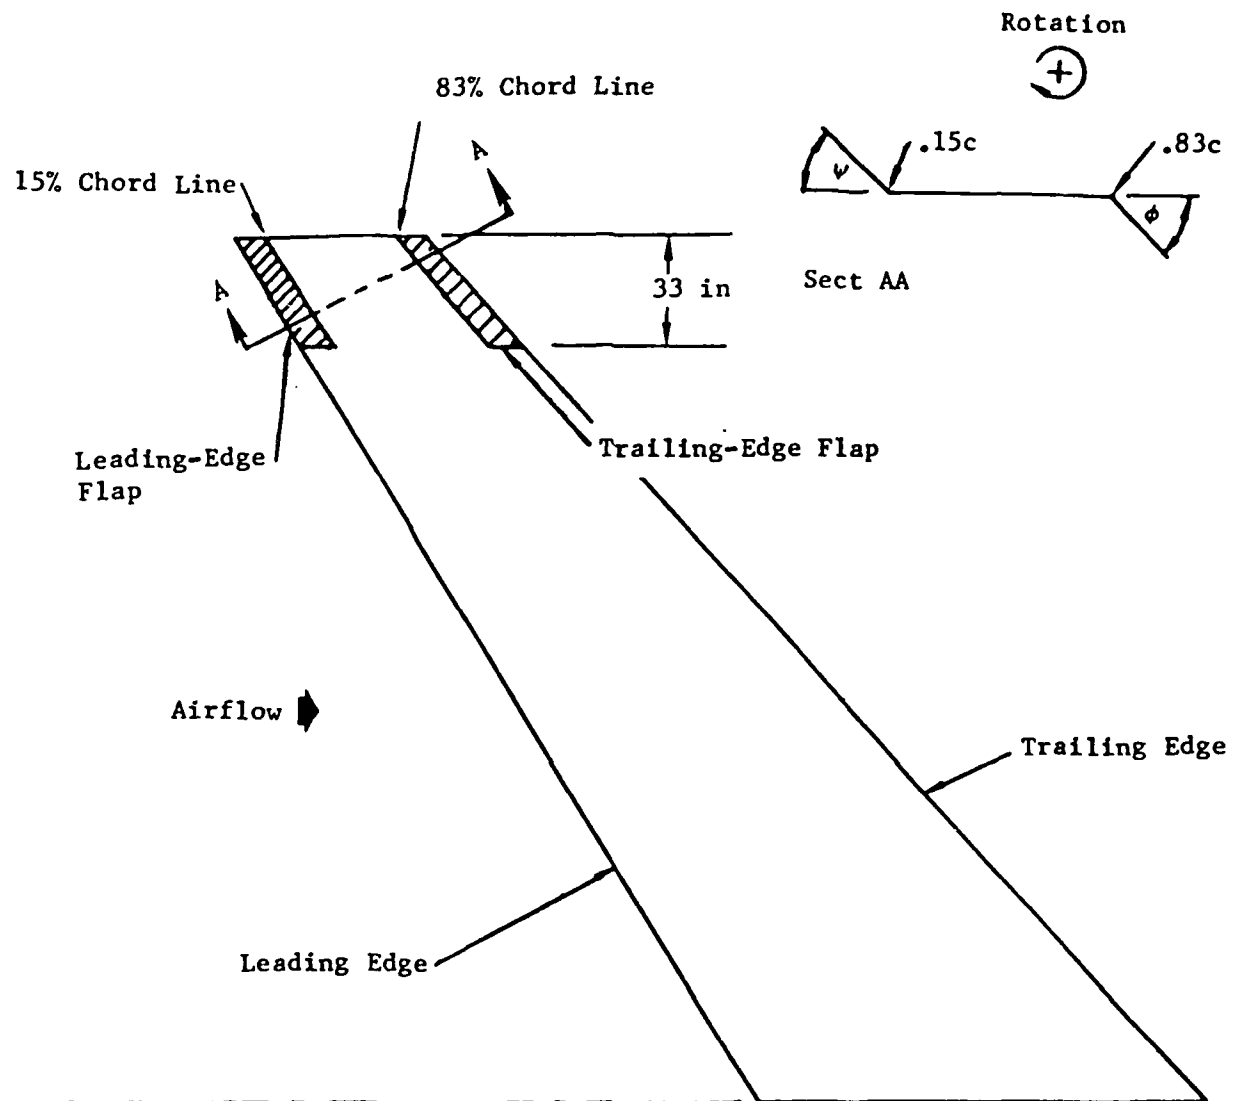 Rotation
+
83% Chord Line
A
.15c
.83c
15% Chord Line
ψ
ϕ
A
33 in
Sect AA
Leading-Edge
Flap
Trailing-Edge Flap
Airflow
Trailing Edge
Leading Edge